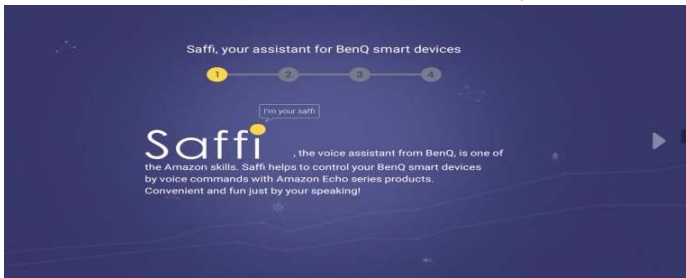 Saffi, your assistant for BenQ smart devices
1 2 3 4
I'm your saffi
Saffi , the voice assistant from BenQ, is one of
the Amazon skills. Saffi helps to control your BenQ smart devices
by voice commands with Amazon Echo series products.
Convenient and fun just by your speaking!